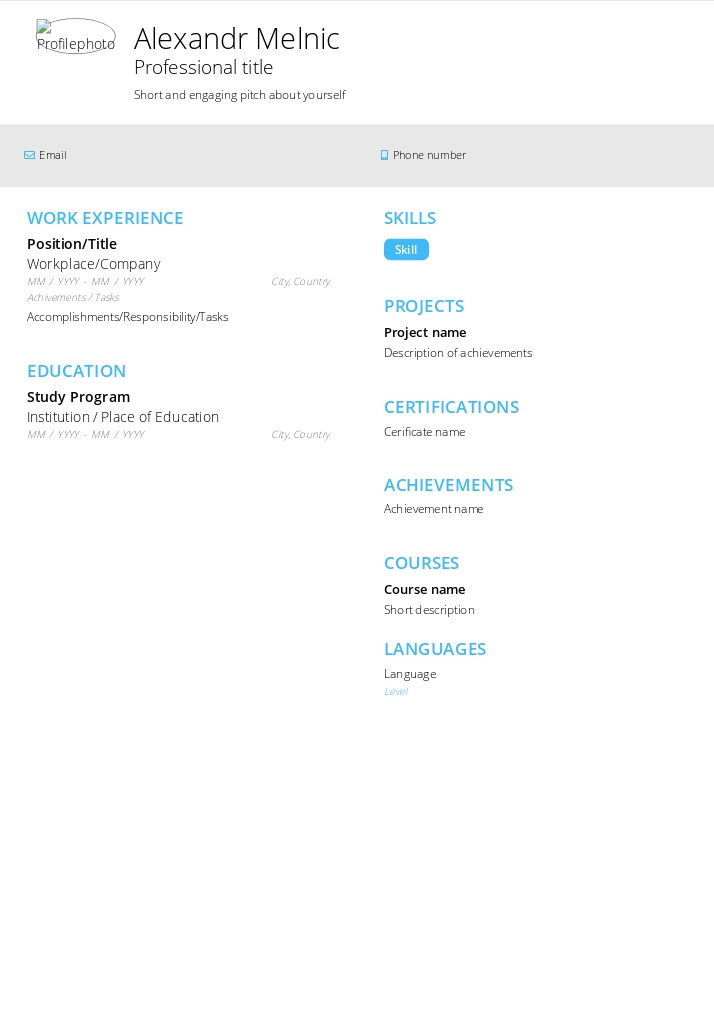 Profilephoto
Alexandr Melnic
Professional title
Short and engaging pitch about yourself
Email
Phone number
WORK EXPERIENCE
Position/Title
Workplace/Company
MM / YYYY - MM / YYYY City, Country
Achivements / Tasks
Accomplishments/Responsibility/Tasks
EDUCATION
Study Program
Institution / Place of Education
MM / YYYY - MM / YYYY City, Country
SKILLS
Skill
PROJECTS
Project name
Description of achievements
CERTIFICATIONS
Cerificate name
ACHIEVEMENTS
Achievement name
COURSES
Course name
Short description
LANGUAGES
Language
Level